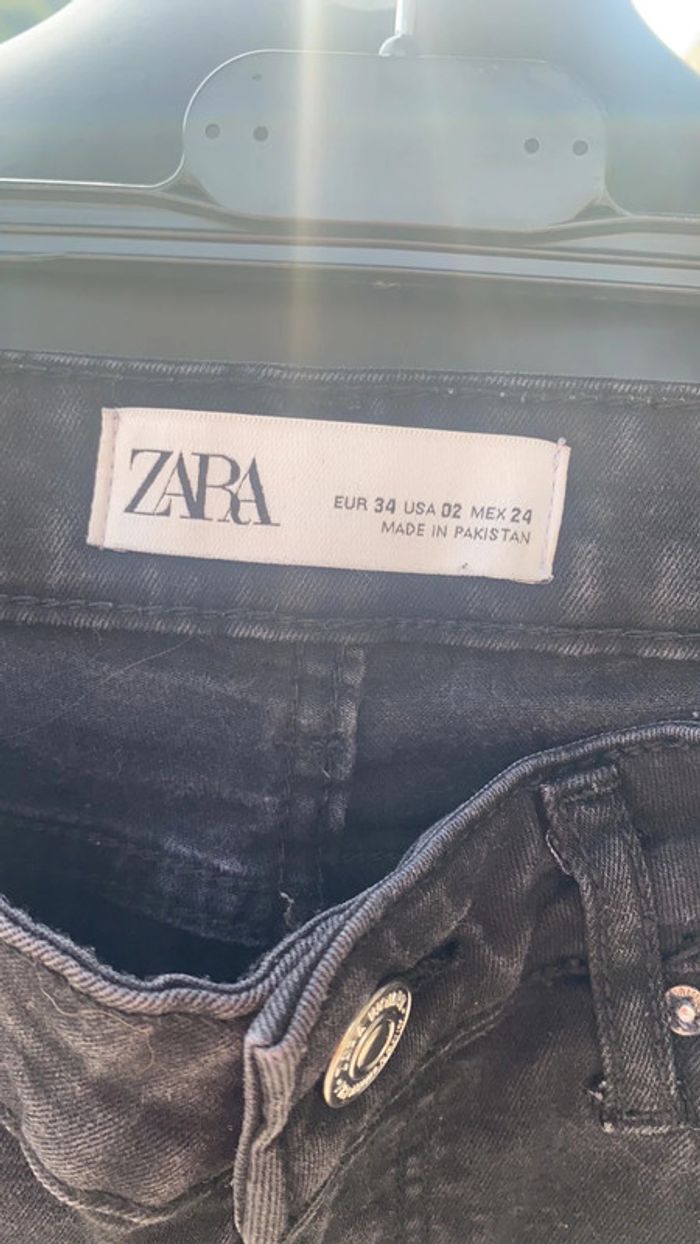 ZARA
EUR 34 USA 02 MEX 24
MADE IN PAKISTAN